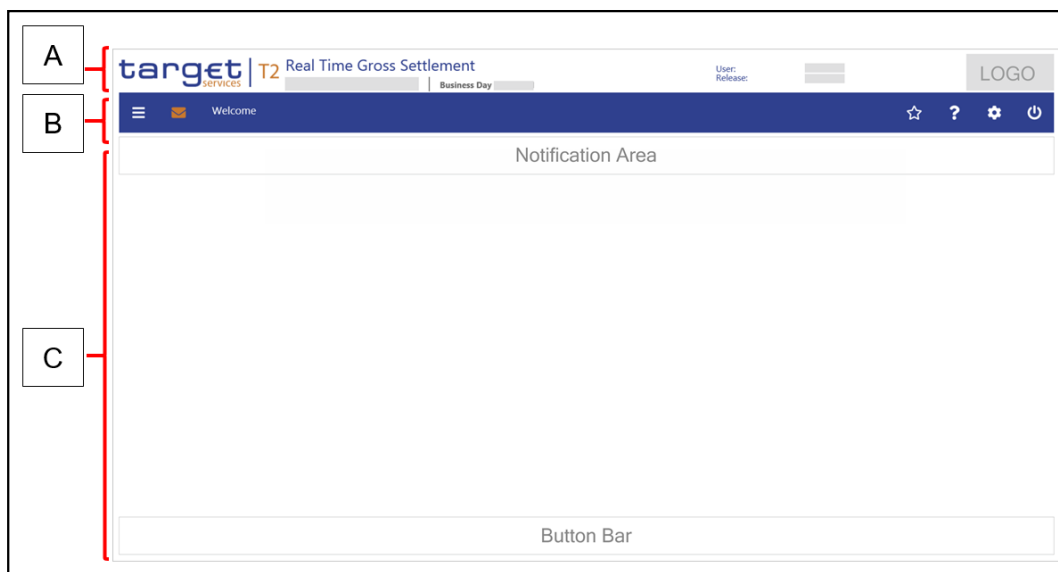 A
target services | T2 Real Time Gross Settlement
Business Day
User:
Release:
LOGO
B
Welcome
?
Notification Area
C
Button Bar